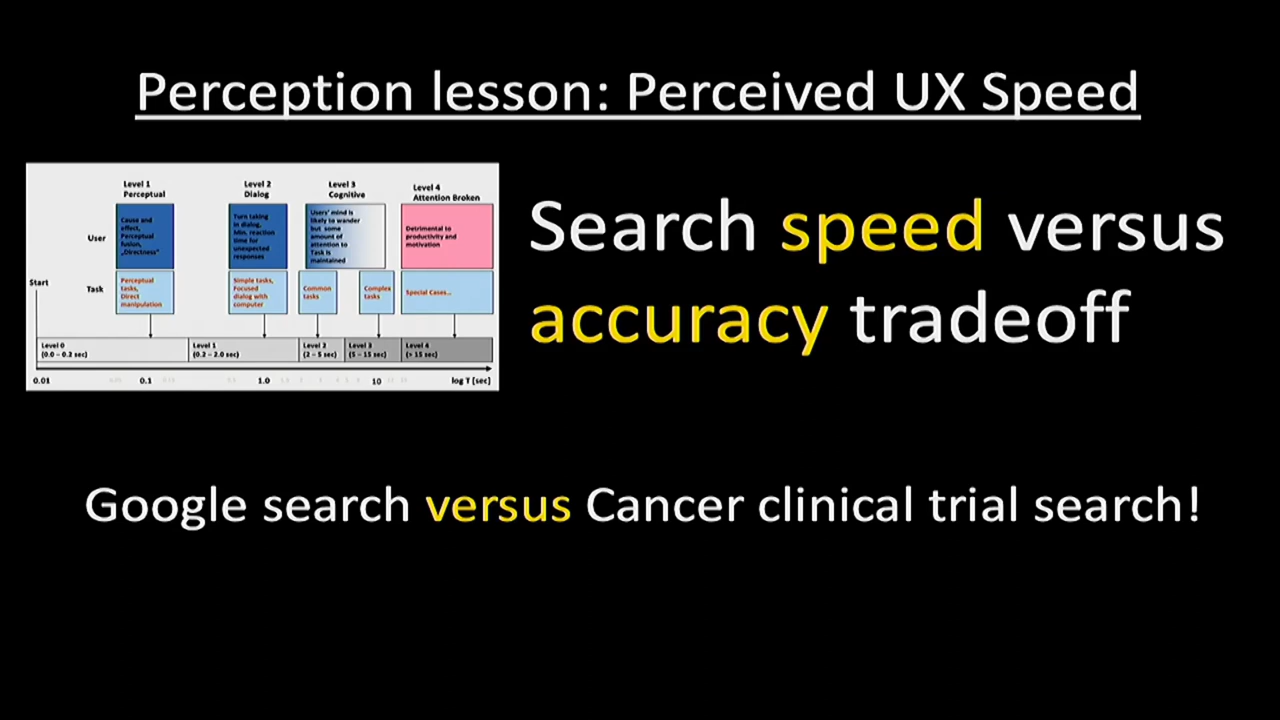 Perception lesson: Perceived UX Speed
Level 1
Perceptual
Level 2
Dialog
Level 3
Cognitive
Level 4
Attention Broken
User
Cause and
effect,
Perceptual
fusion,
„Directness"
Turn taking
in dialog,
Min. reaction
time for
unexpected
responses
Users' mind is
likely to wander
but some
amount of
attention to
Task is
maintained
Detrimental to
productivity and
motivation
Start
Task
Perceptual
tasks,
Direct
manipulation
Simple tasks,
Focused
dialog with
computer
Common
tasks
Complex
tasks
Special Cases...
Level 0
(0.0 – 0.2 sec)
Level 1
(0.2 – 2.0 sec)
Level 2
(2 – 5 sec)
Level 3
(5 – 15 sec)
Level 4
(> 15 sec)
0.01 0.1 1.0 10 log T [sec]
Search speed versus
accuracy tradeoff
Google search versus Cancer clinical trial search!